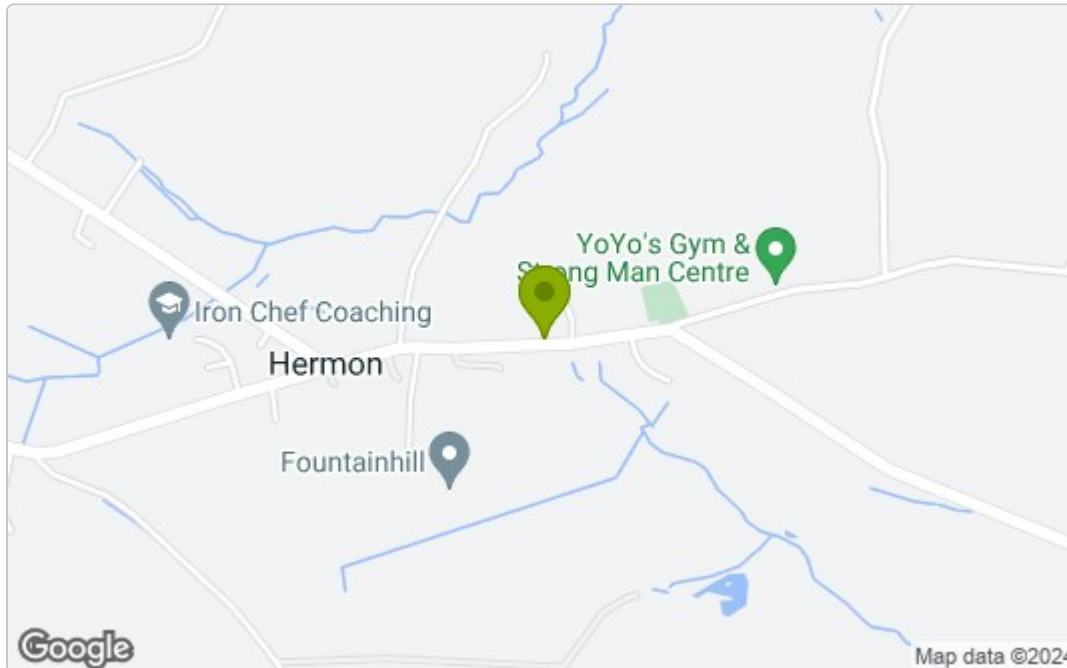 YoYo's Gym &
Strong Man Centre
Iron Chef Coaching
Hermon
Fountainhill
Google
Map data ©2024